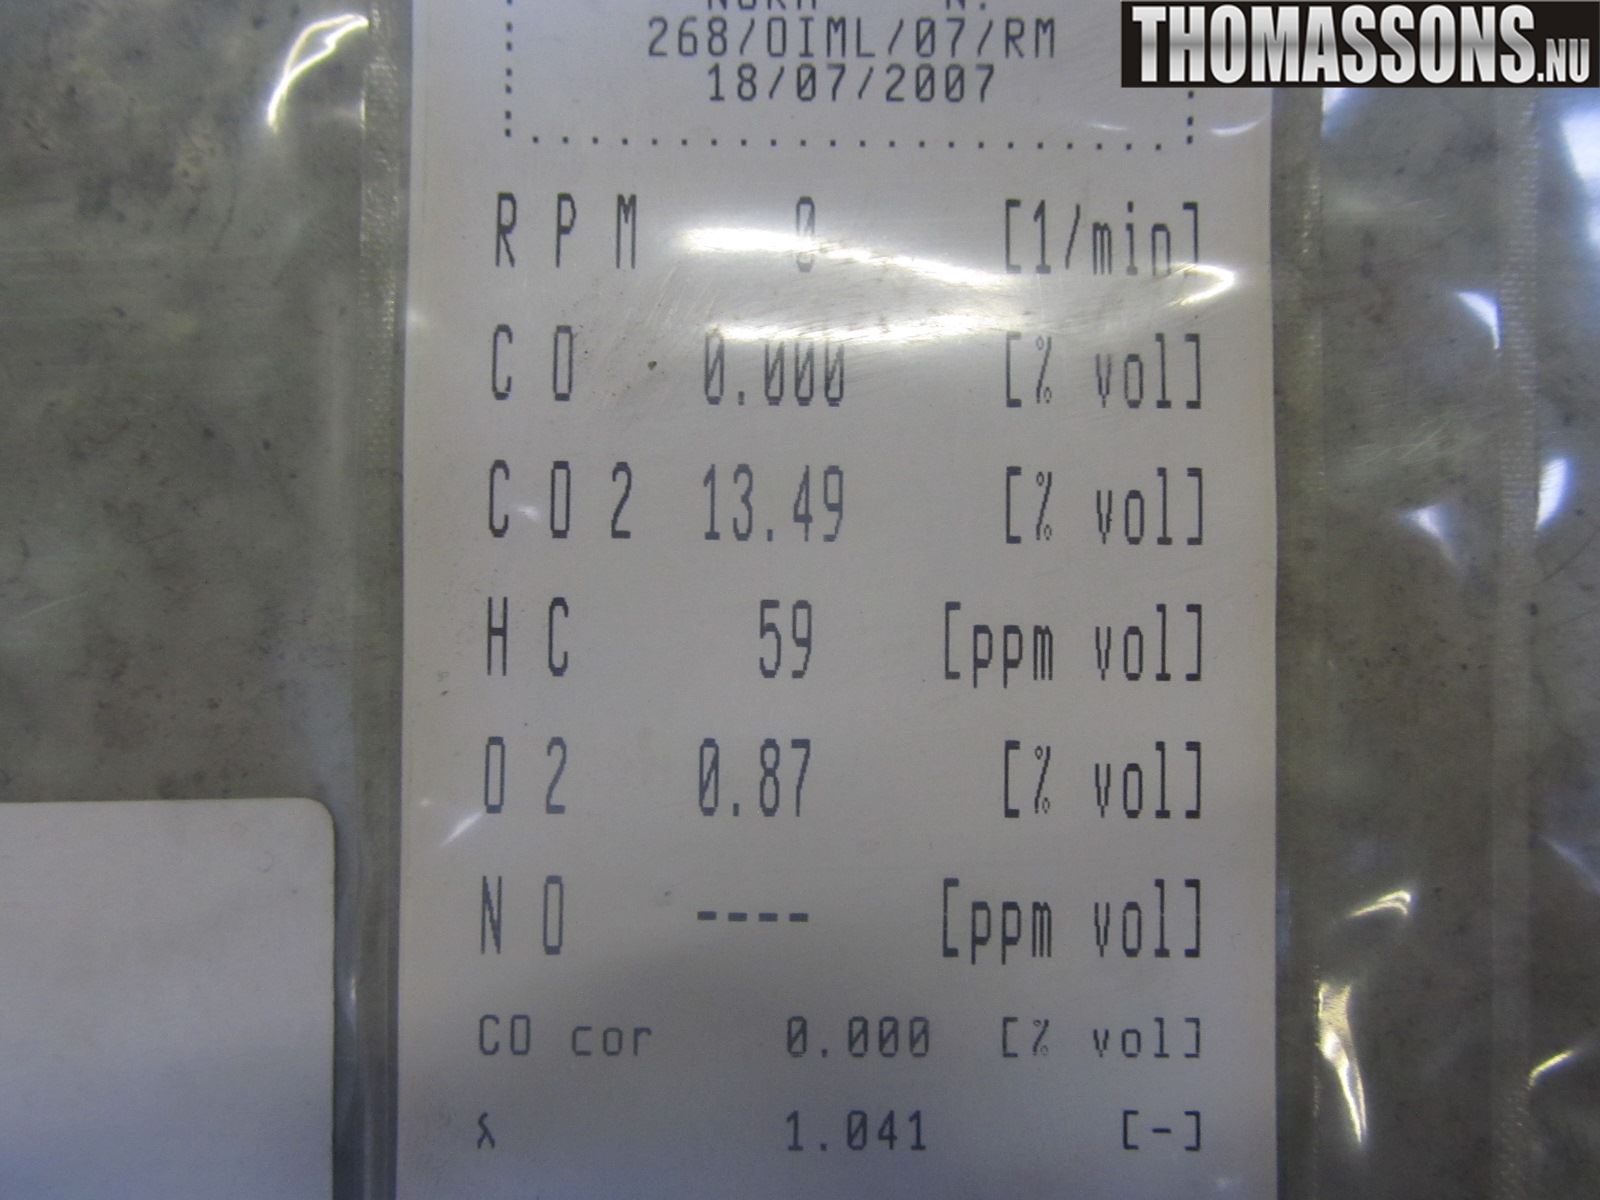 THOMASSONS.NU
NORM N.
268/OIML/07/RM
18/07/2007
RPM 0 [1/min]
CO 0.000 [% vol]
CO2 13.49 [% vol]
HC 59 [ppm vol]
O2 0.87 [% vol]
NO ---- [ppm vol]
CO cor 0.000 [% vol]
λ 1.041 [-]